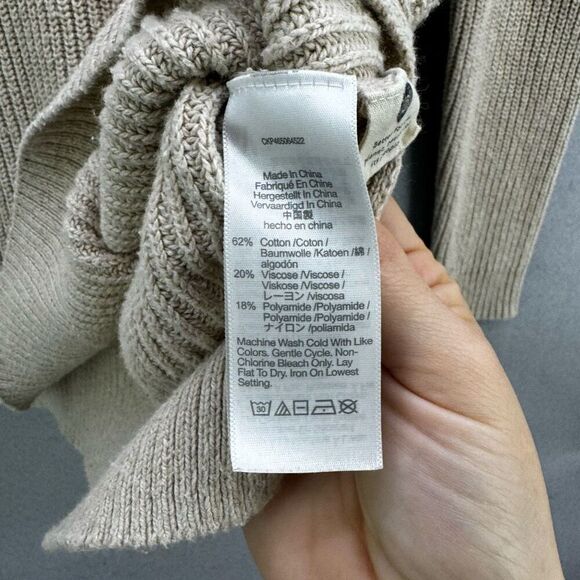 CKP465064522
Made In China
Fabriqué En Chine
Hergestellt In China
Vervaardigd In China
中国製
hecho en china
62% Cotton /Coton /
Baumwolle /Katoen /綿 /
algodón
20% Viscose /Viscose /
Viskose /Viscose /
レーヨン /viscosa
18% Polyamide /Polyamide /
Polyamide /Polyamide /
ナイロン /poliamida
Machine Wash Cold With Like
Colors. Gentle Cycle. Non-
Chlorine Bleach Only. Lay
Flat To Dry. Iron On Lowest
Setting.
30
Better